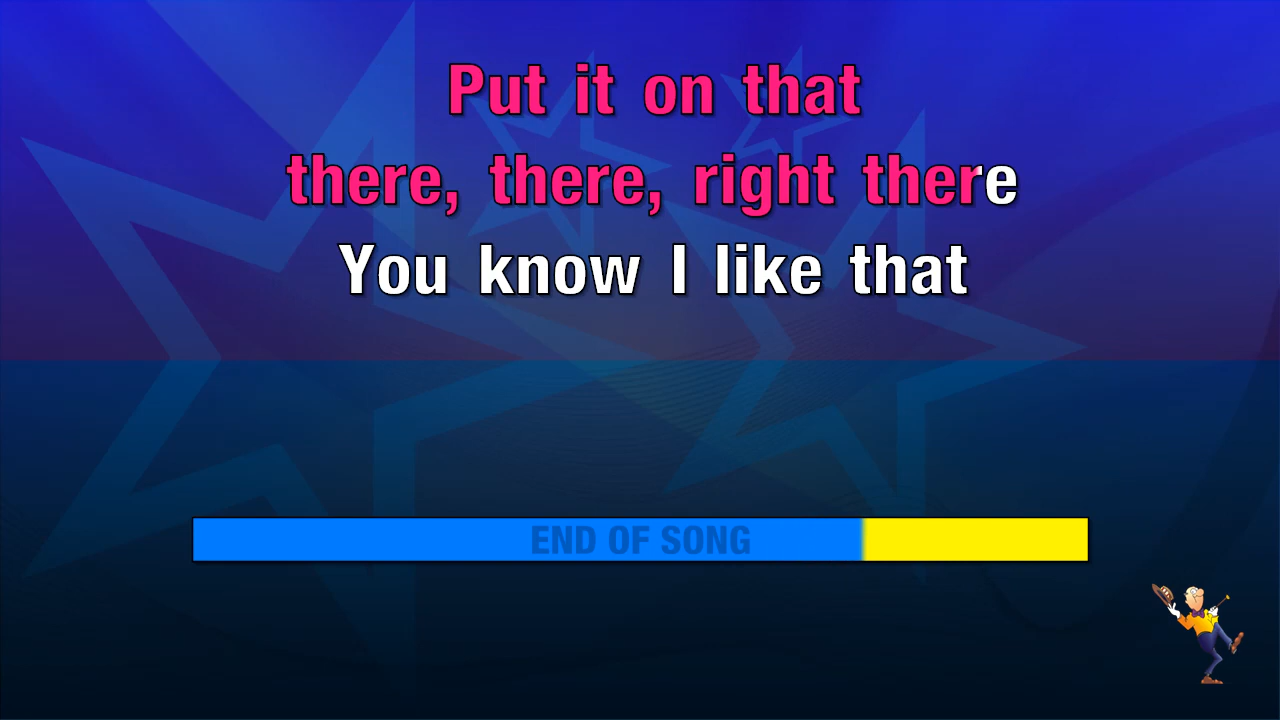 Put it on that
there, there, right there
You know I like that
END OF SONG